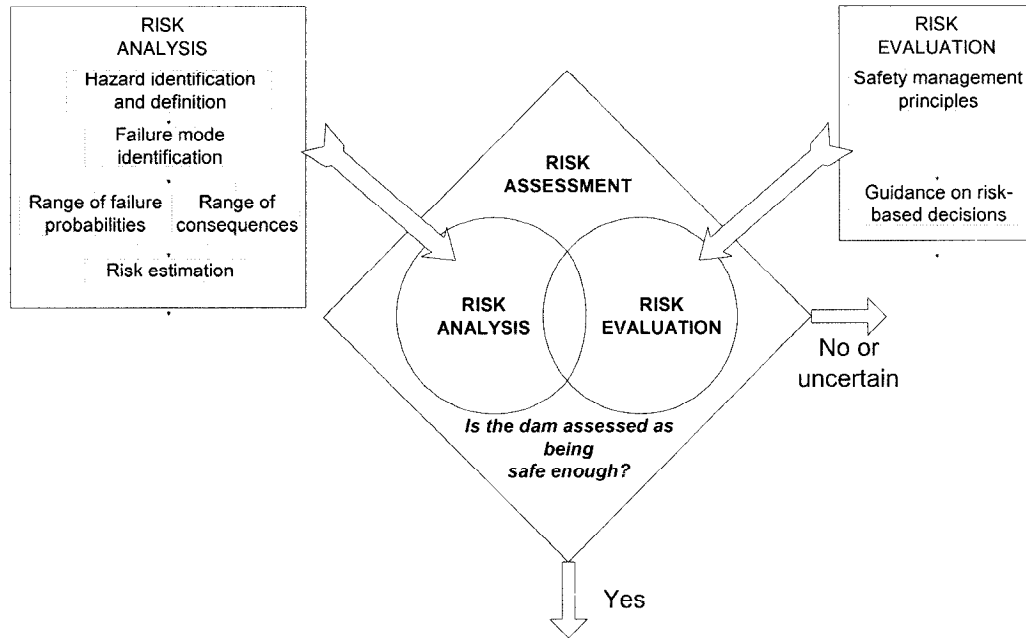 RISK
ANALYSIS
Hazard identification
and definition
Failure mode
identification
Range of failure
probabilities
Range of
consequences
Risk estimation
RISK
EVALUATION
Safety management
principles
Guidance on risk-
based decisions
RISK
ASSESSMENT
RISK
ANALYSIS
RISK
EVALUATION
Is the dam assessed as
being
safe enough?
No or
uncertain
Yes